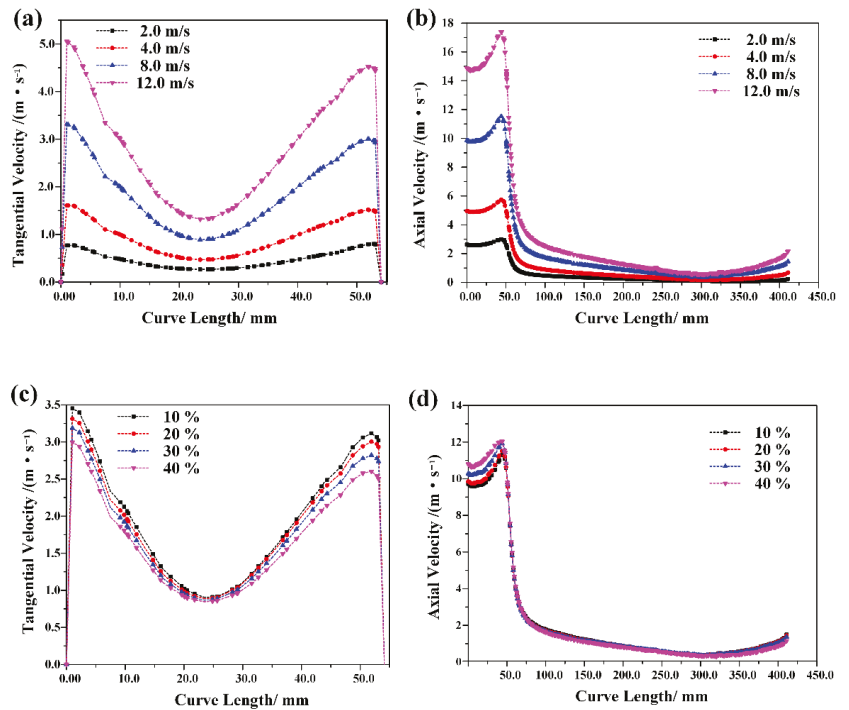 (a)
2.0 m/s
4.0 m/s
8.0 m/s
12.0 m/s
Tangential Velocity /(m • s⁻¹)
5.0
4.0
3.0
2.0
1.0
0.0
0.00 10.0 20.0 30.0 40.0 50.0
Curve Length/ mm
(b)
2.0 m/s
4.0 m/s
8.0 m/s
12.0 m/s
Axial Velocity /(m • s⁻¹)
18
16
14
12
10
8
6
4
2
0
0.00 50.0 100.0 150.0 200.0 250.0 300.0 350.0 400.0 450.0
Curve Length/ mm
(c)
10 %
20 %
30 %
40 %
Tangential Velocity /(m • s⁻¹)
3.5
3.0
2.5
2.0
1.5
1.0
0.5
0.0
0.00 10.0 20.0 30.0 40.0 50.0
Curve Length/ mm
(d)
10 %
20 %
30 %
40 %
Axial Velocity /(m • s⁻¹)
14
12
10
8
6
4
2
0
50.0 100.0 150.0 200.0 250.0 300.0 350.0 400.0 450.0
Curve Length/ mm